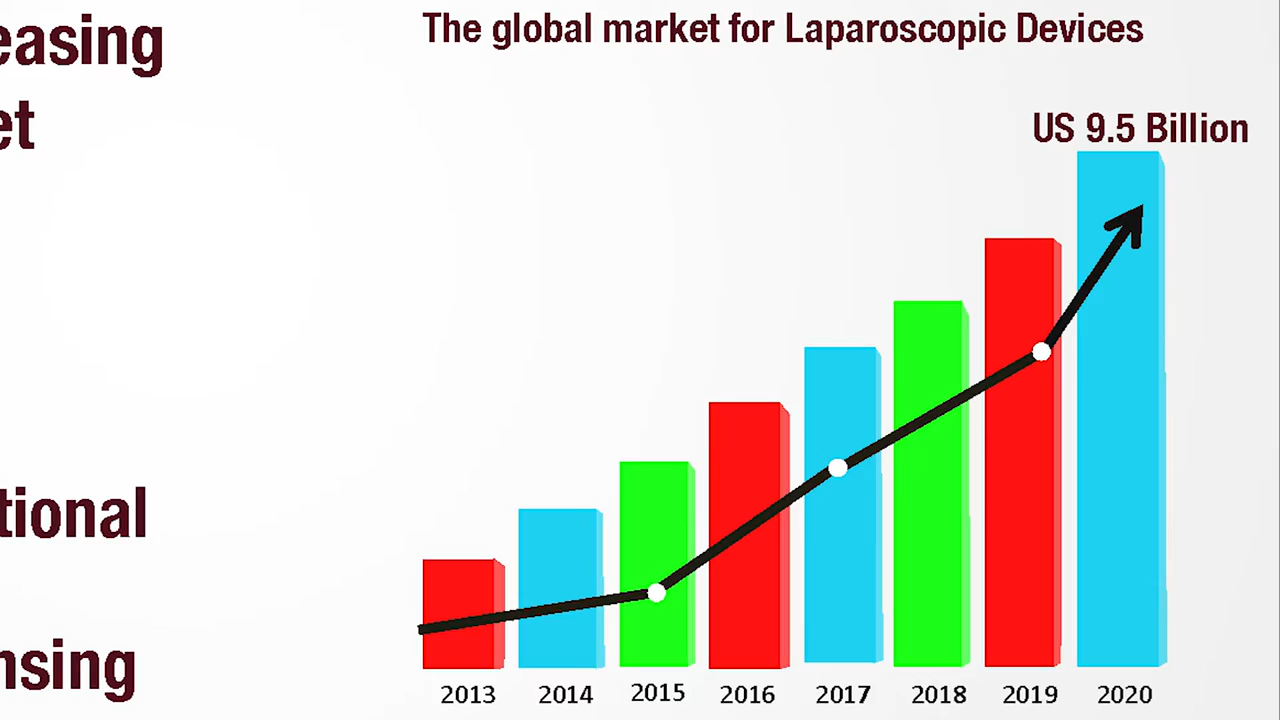 easing
et
tional
nsing
The global market for Laparoscopic Devices
US 9.5 Billion
2013 2014 2015 2016 2017 2018 2019 2020